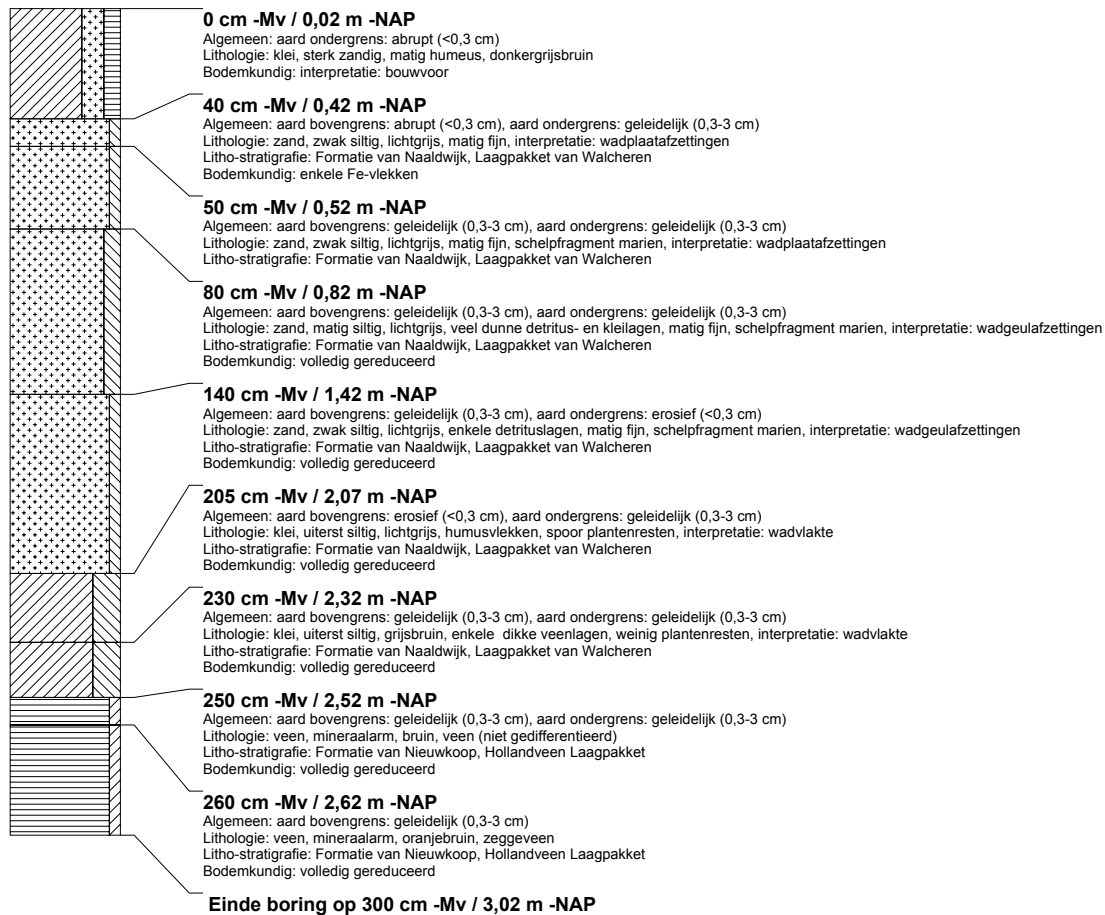 0 cm -Mv / 0,02 m -NAP
Algemeen: aard ondergrens: abrupt (<0,3 cm)
Lithologie: klei, sterk zandig, matig humeus, donkergrijsbruin
Bodemkundig: interpretatie: bouwvoor
40 cm -Mv / 0,42 m -NAP
Algemeen: aard bovengrens: abrupt (<0,3 cm), aard ondergrens: geleidelijk (0,3-3 cm)
Lithologie: zand, zwak siltig, lichtgrijs, matig fijn, interpretatie: wadplaatafzettingen
Litho-stratigrafie: Formatie van Naaldwijk, Laagpakket van Walcheren
Bodemkundig: enkele Fe-vlekken
50 cm -Mv / 0,52 m -NAP
Algemeen: aard bovengrens: geleidelijk (0,3-3 cm), aard ondergrens: geleidelijk (0,3-3 cm)
Lithologie: zand, zwak siltig, lichtgrijs, matig fijn, schelpfragment marien, interpretatie: wadplaatafzettingen
Litho-stratigrafie: Formatie van Naaldwijk, Laagpakket van Walcheren
80 cm -Mv / 0,82 m -NAP
Algemeen: aard bovengrens: geleidelijk (0,3-3 cm), aard ondergrens: geleidelijk (0,3-3 cm)
Lithologie: zand, matig siltig, lichtgrijs, veel dunne detritus- en kleilagen, matig fijn, schelpfragment marien, interpretatie: wadgeulafzettingen
Litho-stratigrafie: Formatie van Naaldwijk, Laagpakket van Walcheren
Bodemkundig: volledig gereduceerd
140 cm -Mv / 1,42 m -NAP
Algemeen: aard bovengrens: geleidelijk (0,3-3 cm), aard ondergrens: erosief (<0,3 cm)
Lithologie: zand, zwak siltig, lichtgrijs, enkele detrituslagen, matig fijn, schelpfragment marien, interpretatie: wadgeulafzettingen
Litho-stratigrafie: Formatie van Naaldwijk, Laagpakket van Walcheren
Bodemkundig: volledig gereduceerd
205 cm -Mv / 2,07 m -NAP
Algemeen: aard bovengrens: erosief (<0,3 cm), aard ondergrens: geleidelijk (0,3-3 cm)
Lithologie: klei, uiterst siltig, lichtgrijs, humusvlekken, spoor plantenresten, interpretatie: wadvlakte
Litho-stratigrafie: Formatie van Naaldwijk, Laagpakket van Walcheren
Bodemkundig: volledig gereduceerd
230 cm -Mv / 2,32 m -NAP
Algemeen: aard bovengrens: geleidelijk (0,3-3 cm), aard ondergrens: geleidelijk (0,3-3 cm)
Lithologie: klei, uiterst siltig, grijsbruin, enkele  dikke veenlagen, weinig plantenresten, interpretatie: wadvlakte
Litho-stratigrafie: Formatie van Naaldwijk, Laagpakket van Walcheren
Bodemkundig: volledig gereduceerd
250 cm -Mv / 2,52 m -NAP
Algemeen: aard bovengrens: geleidelijk (0,3-3 cm), aard ondergrens: geleidelijk (0,3-3 cm)
Lithologie: veen, mineraalarm, bruin, veen (niet gedifferentieerd)
Litho-stratigrafie: Formatie van Nieuwkoop, Hollandveen Laagpakket
Bodemkundig: volledig gereduceerd
260 cm -Mv / 2,62 m -NAP
Algemeen: aard bovengrens: geleidelijk (0,3-3 cm)
Lithologie: veen, mineraalarm, oranjebruin, zeggeveen
Litho-stratigrafie: Formatie van Nieuwkoop, Hollandveen Laagpakket
Bodemkundig: volledig gereduceerd
Einde boring op 300 cm -Mv / 3,02 m -NAP